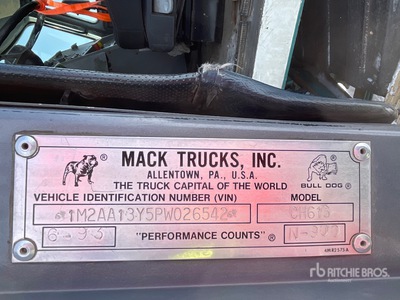 MACK TRUCKS, INC.
ALLENTOWN, PA., U.S.A.
THE TRUCK CAPITAL OF THE WORLD
BULL DOG ®
VEHICLE IDENTIFICATION NUMBER (VIN) MODEL
1M2AA13Y5PW026542 CH613
6-93 "PERFORMANCE COUNTS" ®
rb RITCHIE BROS.